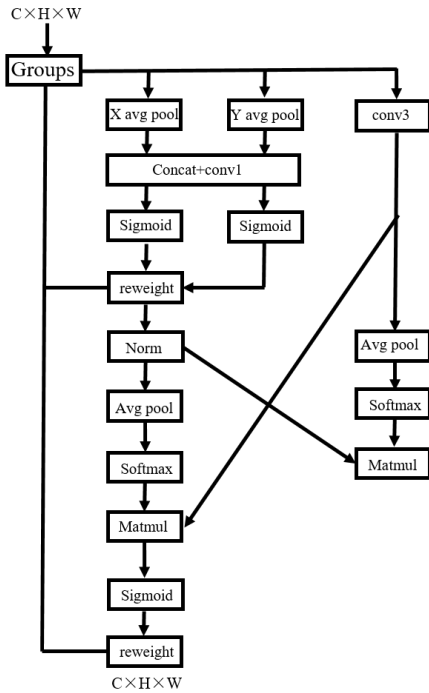 C×H×W
Groups
X avg pool
Y avg pool
conv3
Concat+conv1
Sigmoid
Sigmoid
reweight
Norm
Avg pool
Avg pool
Softmax
Softmax
Matmul
Matmul
Sigmoid
reweight
C×H×W